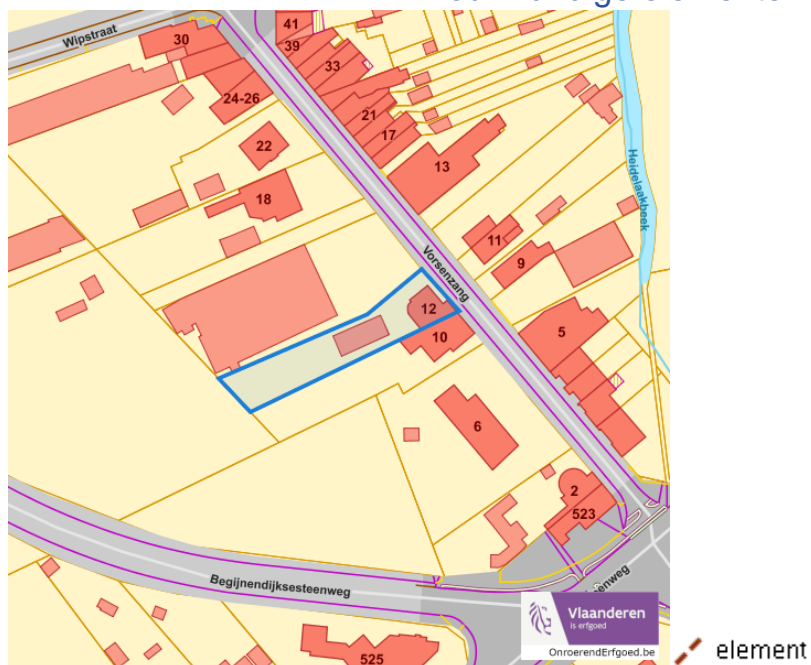 Wipstraat
30
41
39
33
24-26
21
17
22
13
18
Heidelaakbeek
11
9
Vorsenzang
12
10
5
6
2
523
Begijnendijksesteenweg
enweg
Vlaanderen
is erfgoed
OnroerendErfgoed.be
525
element